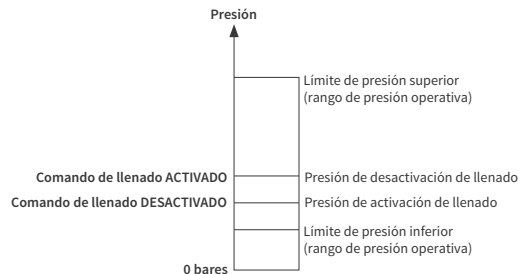 Presión
Límite de presión superior
(rango de presión operativa)
Comando de llenado ACTIVADO
Presión de desactivación de llenado
Comando de llenado DESACTIVADO
Presión de activación de llenado
Límite de presión inferior
(rango de presión operativa)
0 bares